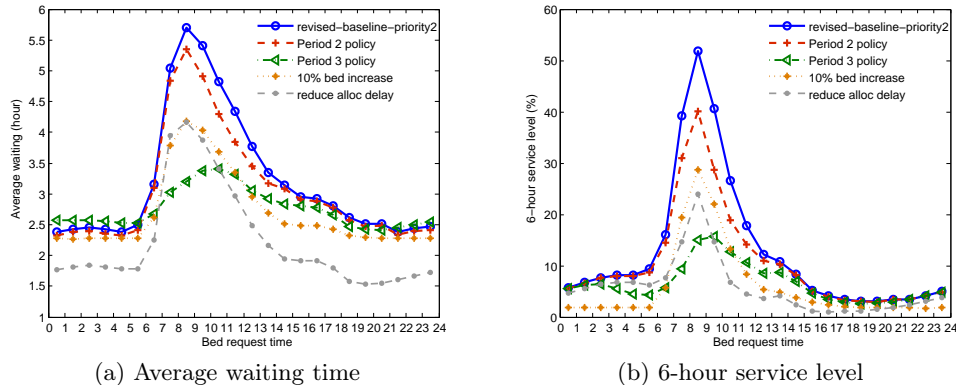 6
5.5
5
4.5
4
3.5
3
2.5
2
1.5
1
Average waiting (hour)
revised−baseline−priority2
Period 2 policy
Period 3 policy
10% bed increase
reduce alloc delay
0 1 2 3 4 5 6 7 8 9 10 11 12 13 14 15 16 17 18 19 20 21 22 23 24
Bed request time
(a) Average waiting time
60
50
40
30
20
10
0
6−hour service level (%)
revised−baseline−priority2
Period 2 policy
Period 3 policy
10% bed increase
reduce alloc delay
0 1 2 3 4 5 6 7 8 9 10 11 12 13 14 15 16 17 18 19 20 21 22 23 24
Bed request time
(b) 6-hour service level